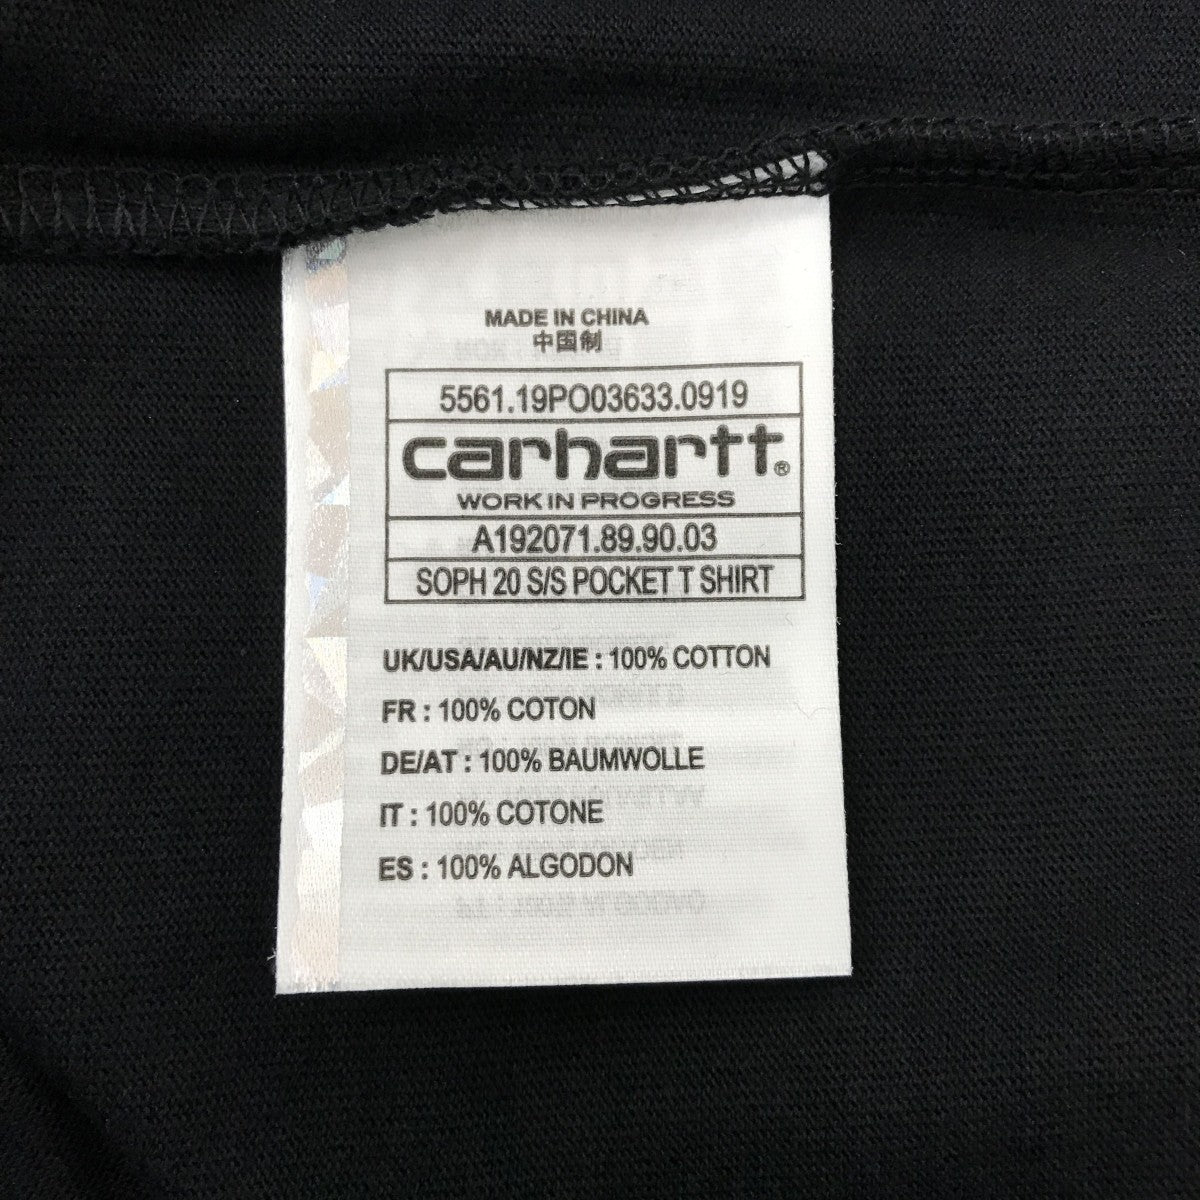 MADE IN CHINA
中国制
5561.19PO03633.0919
carhartt®
WORK IN PROGRESS
A192071.89.90.03
SOPH 20 S/S POCKET T SHIRT
UK/USA/AU/NZ/IE : 100% COTTON
FR : 100% COTON
DE/AT : 100% BAUMWOLLE
IT : 100% COTONE
ES : 100% ALGODON